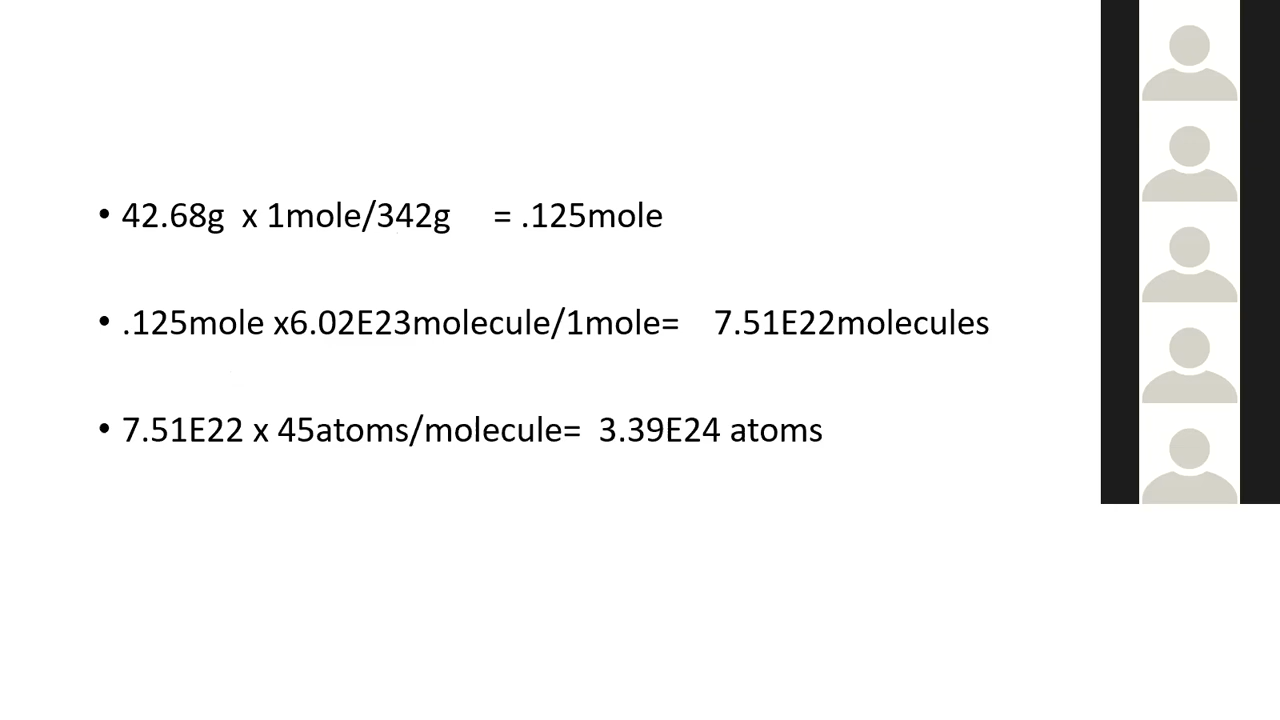 • 42.68g x 1mole/342g = .125mole
• .125mole x6.02E23molecule/1mole= 7.51E22molecules
• 7.51E22 x 45atoms/molecule= 3.39E24 atoms